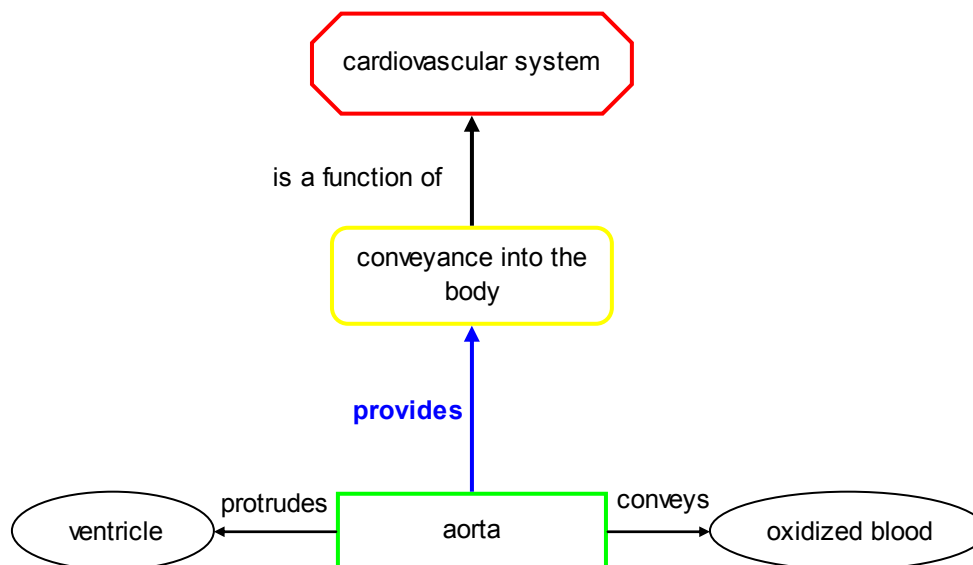 cardiovascular system
is a function of
conveyance into the
body
provides
protrudes
conveys
ventricle
aorta
oxidized blood